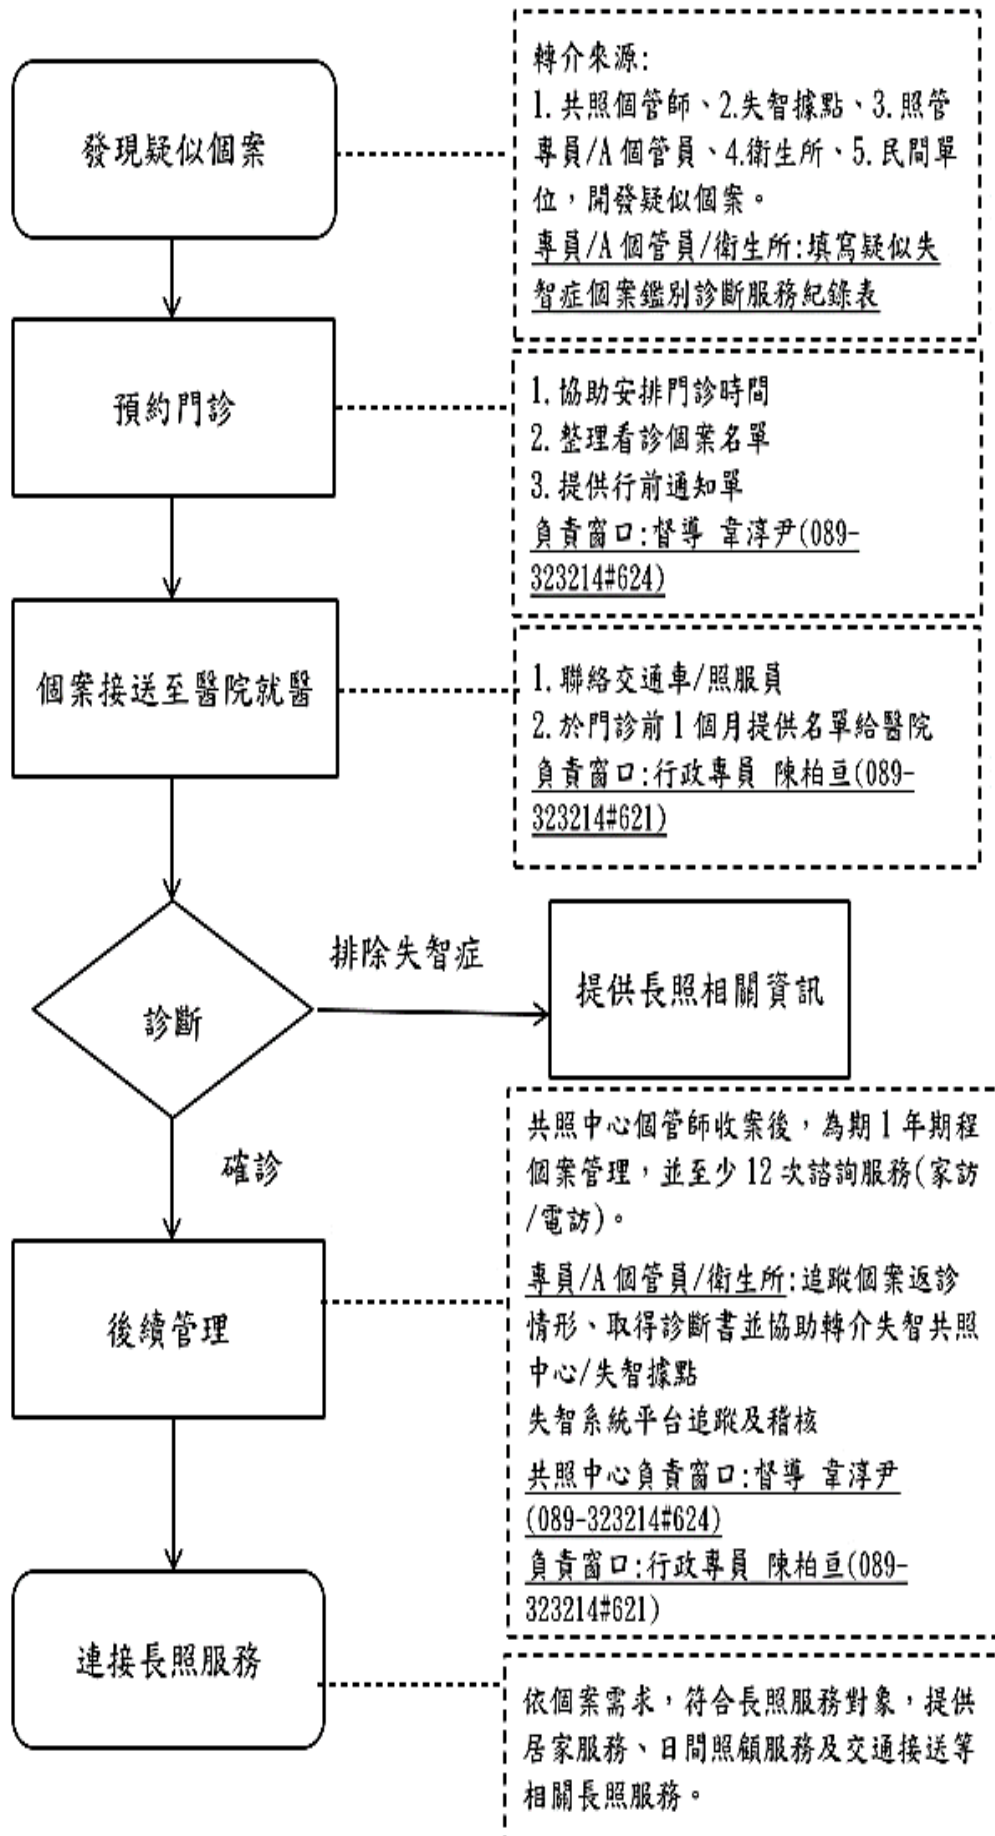 發現疑似個案
轉介來源:
1.共照個管師、2.失智據點、3.照管
專員/A個管員、4.衛生所、5.民間單
位，開發疑似個案。
專員/A個管員/衛生所:填寫疑似失
智症個案鑑別診斷服務紀錄表
預約門診
1.協助安排門診時間
2.整理看診個案名單
3.提供行前通知單
負責窗口:督導 韋淳尹(089-
323214#624)
個案接送至醫院就醫
1.聯絡交通車/照服員
2.於門診前1個月提供名單給醫院
負責窗口:行政專員 陳柏亘(089-
323214#621)
診斷
排除失智症
提供長照相關資訊
確診
後續管理
共照中心個管師收案後，為期1年期程
個案管理，並至少12次諮詢服務(家訪
/電訪)。
專員/A個管員/衛生所:追蹤個案返診
情形、取得診斷書並協助轉介失智共照
中心/失智據點
失智系統平台追蹤及稽核
共照中心負責窗口:督導 韋淳尹
(089-323214#624)
負責窗口:行政專員 陳柏亘(089-
323214#621)
連接長照服務
依個案需求，符合長照服務對象，提供
居家服務、日間照顧服務及交通接送等
相關長照服務。